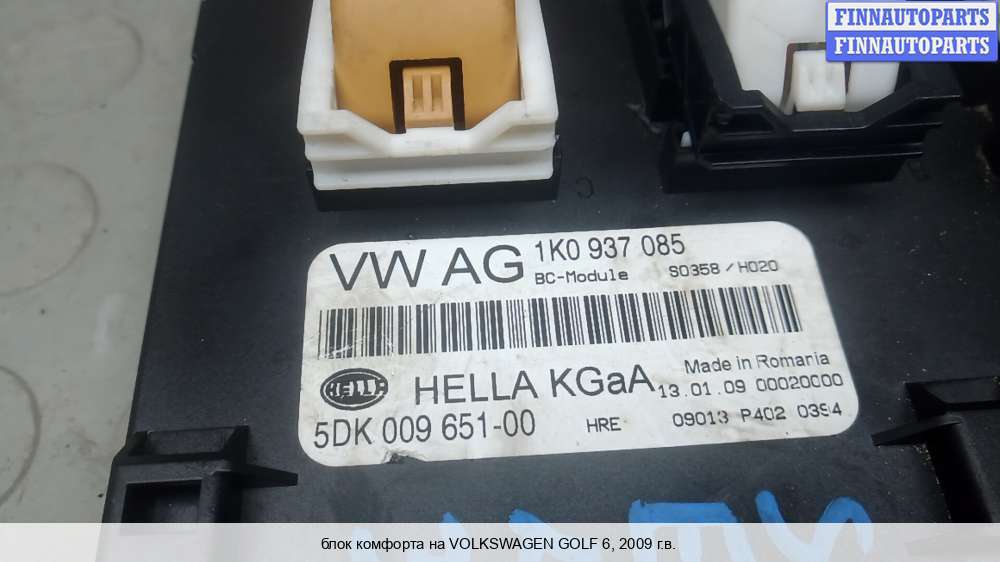 FINNAUTOPARTS
FINNAUTOPARTS
VW AG 1K0 937 085
BC-Module S0358 / H020
HELLA HELLA KGaA Made in Romania
13.01.09 00020000
5DK 009 651-00 HRE 09013 P402 0394
блок комфорта на VOLKSWAGEN GOLF 6, 2009 г.в.